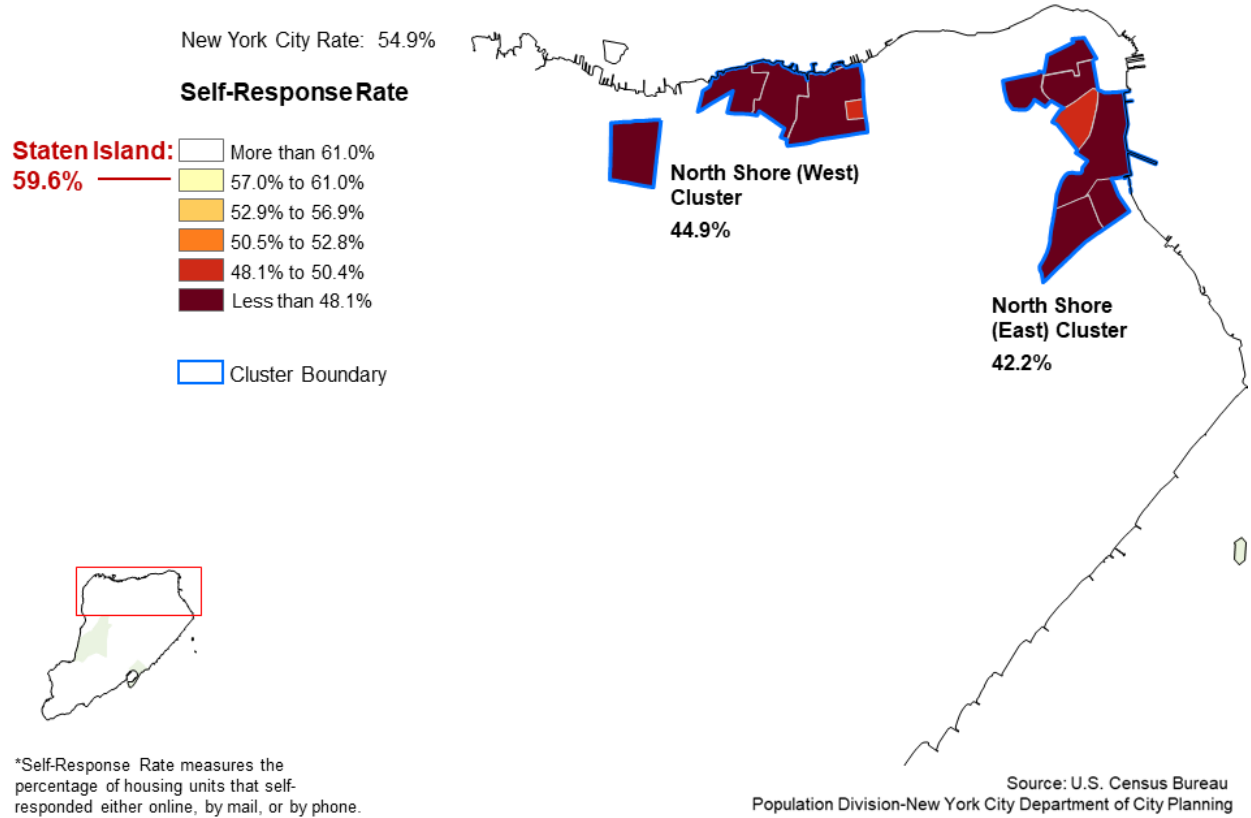 New York City Rate: 54.9%
Self-Response Rate
Staten Island:
59.6%
More than 61.0%
57.0% to 61.0%
52.9% to 56.9%
50.5% to 52.8%
48.1% to 50.4%
Less than 48.1%
Cluster Boundary
North Shore (West)
Cluster
44.9%
North Shore
(East) Cluster
42.2%
*Self-Response Rate measures the
percentage of housing units that self-
responded either online, by mail, or by phone.
Source: U.S. Census Bureau
Population Division-New York City Department of City Planning